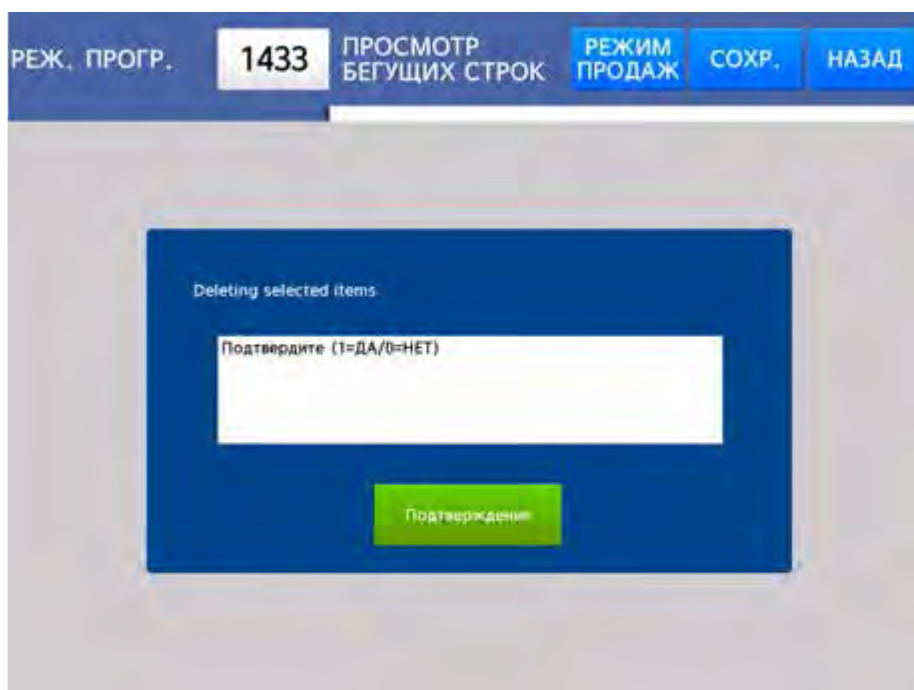 РЕЖ. ПРОГР.
1433
ПРОСМОТР
БЕГУЩИХ СТРОК
РЕЖИМ
ПРОДАЖ
СОХР.
НАЗАД
Deleting selected items
Подтвердите (1=ДА/0=НЕТ)
Подтверждение